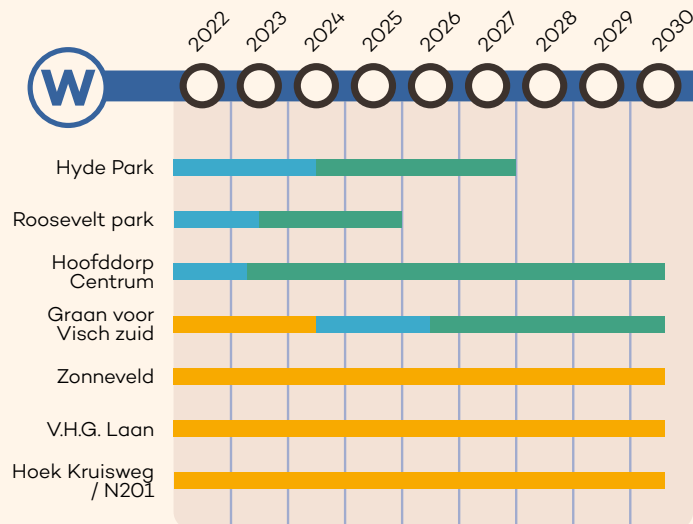 2022 2023 2024 2025 2026 2027 2028 2029 2030
W
Hyde Park
Roosevelt park
Hoofddorp
Centrum
Graan voor
Visch zuid
Zonneveld
V.H.G. Laan
Hoek Kruisweg
/ N201